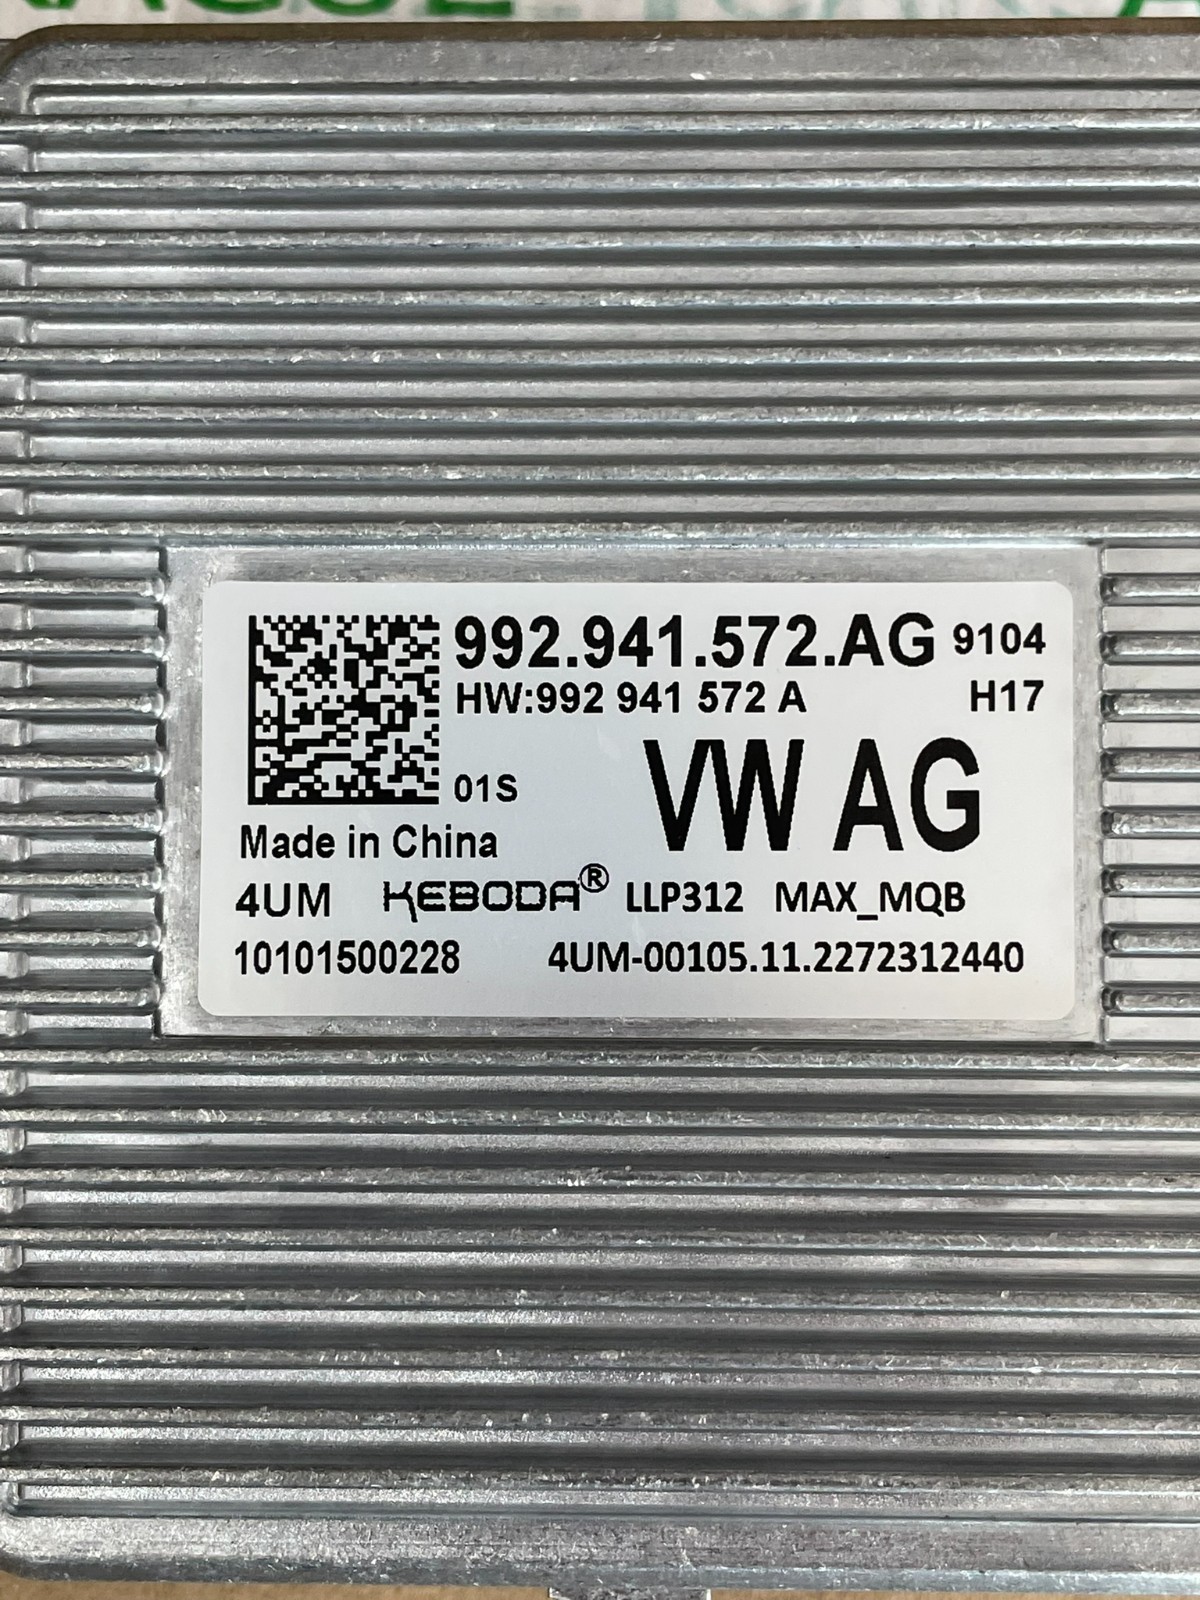 992.941.572.AG 9104
HW:992 941 572 A H17
01S VW AG
Made in China
4UM KEBODA® LLP312 MAX_MQB
10101500228 4UM-00105.11.2272312440